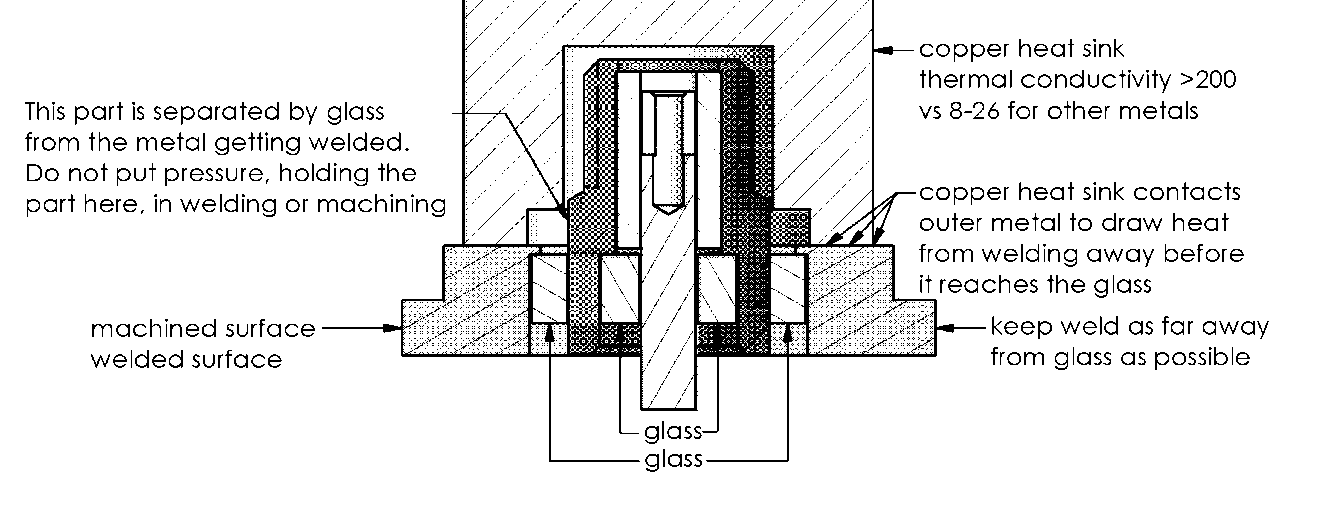 copper heat sink
thermal conductivity >200
vs 8-26 for other metals
This part is separated by glass
from the metal getting welded.
Do not put pressure, holding the
part here, in welding or machining
copper heat sink contacts
outer metal to draw heat
from welding away before
it reaches the glass
machined surface
welded surface
keep weld as far away
from glass as possible
glass
glass